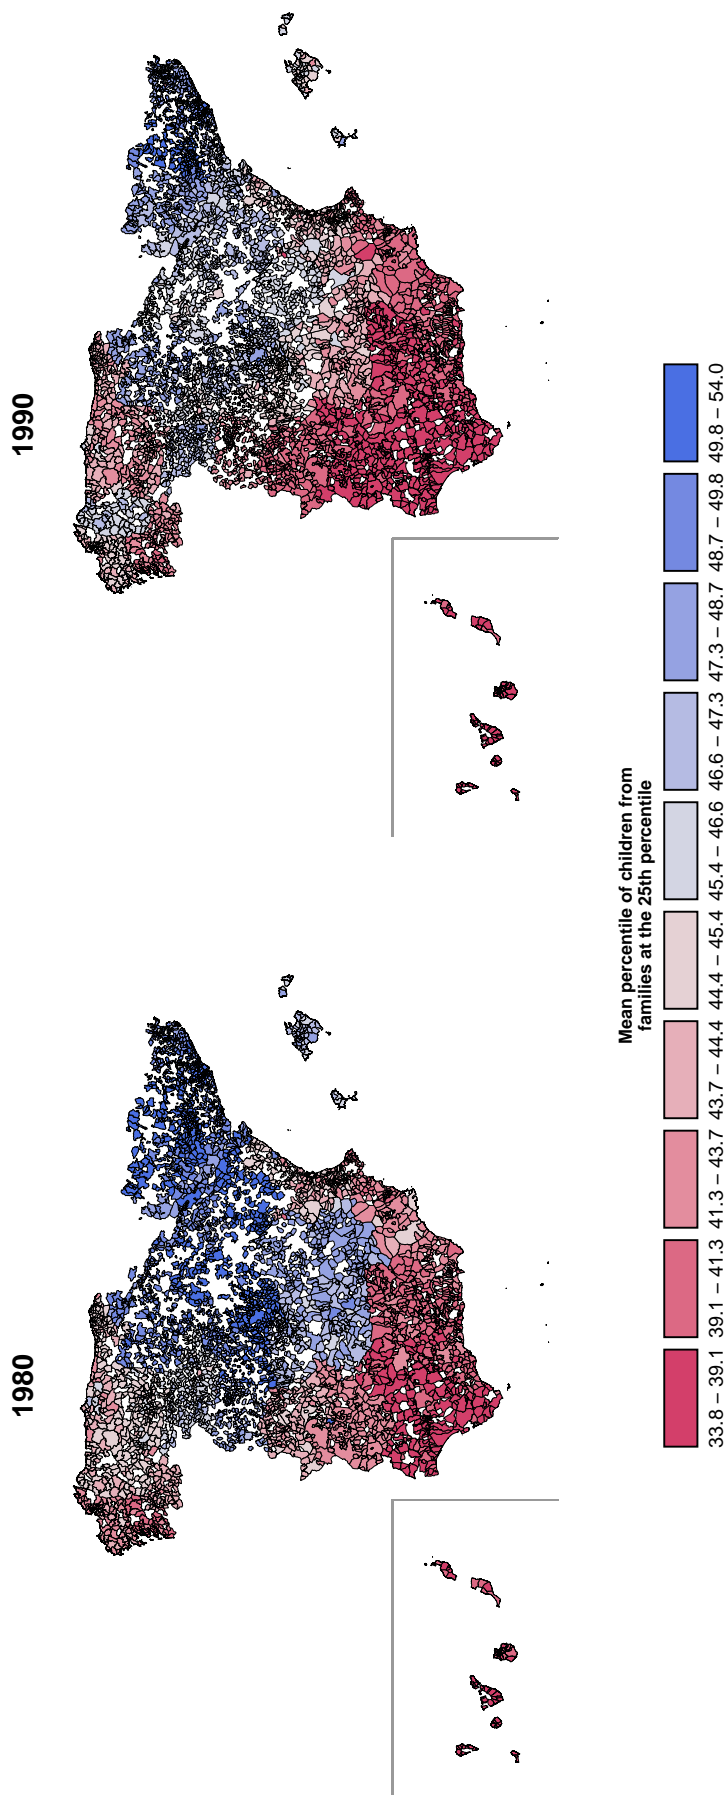 1980
1990
Mean percentile of children from
families at the 25th percentile
33.8 – 39.1
39.1 – 41.3
41.3 – 43.7
43.7 – 44.4
44.4 – 45.4
45.4 – 46.6
46.6 – 47.3
47.3 – 48.7
48.7 – 49.8
49.8 – 54.0